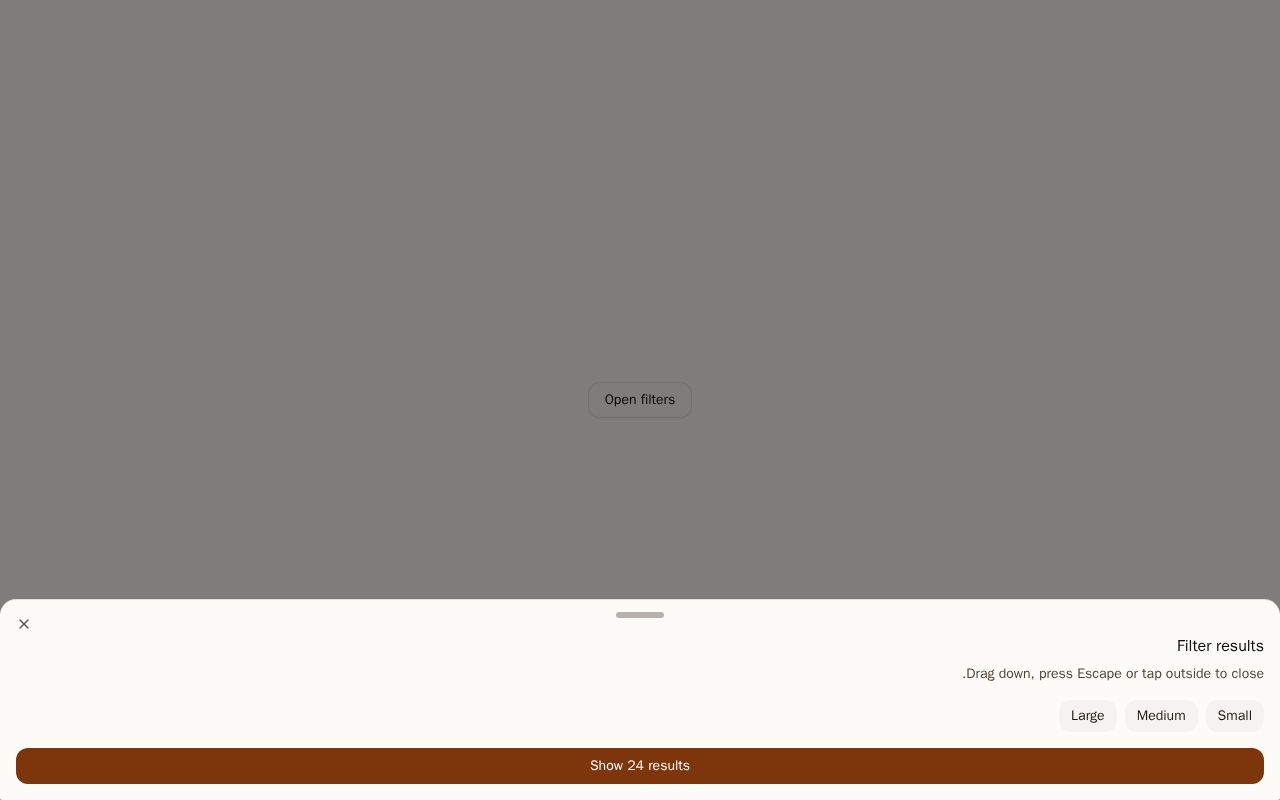 Open filters
Filter results
.Drag down, press Escape or tap outside to close
Small Medium Large
Show 24 results